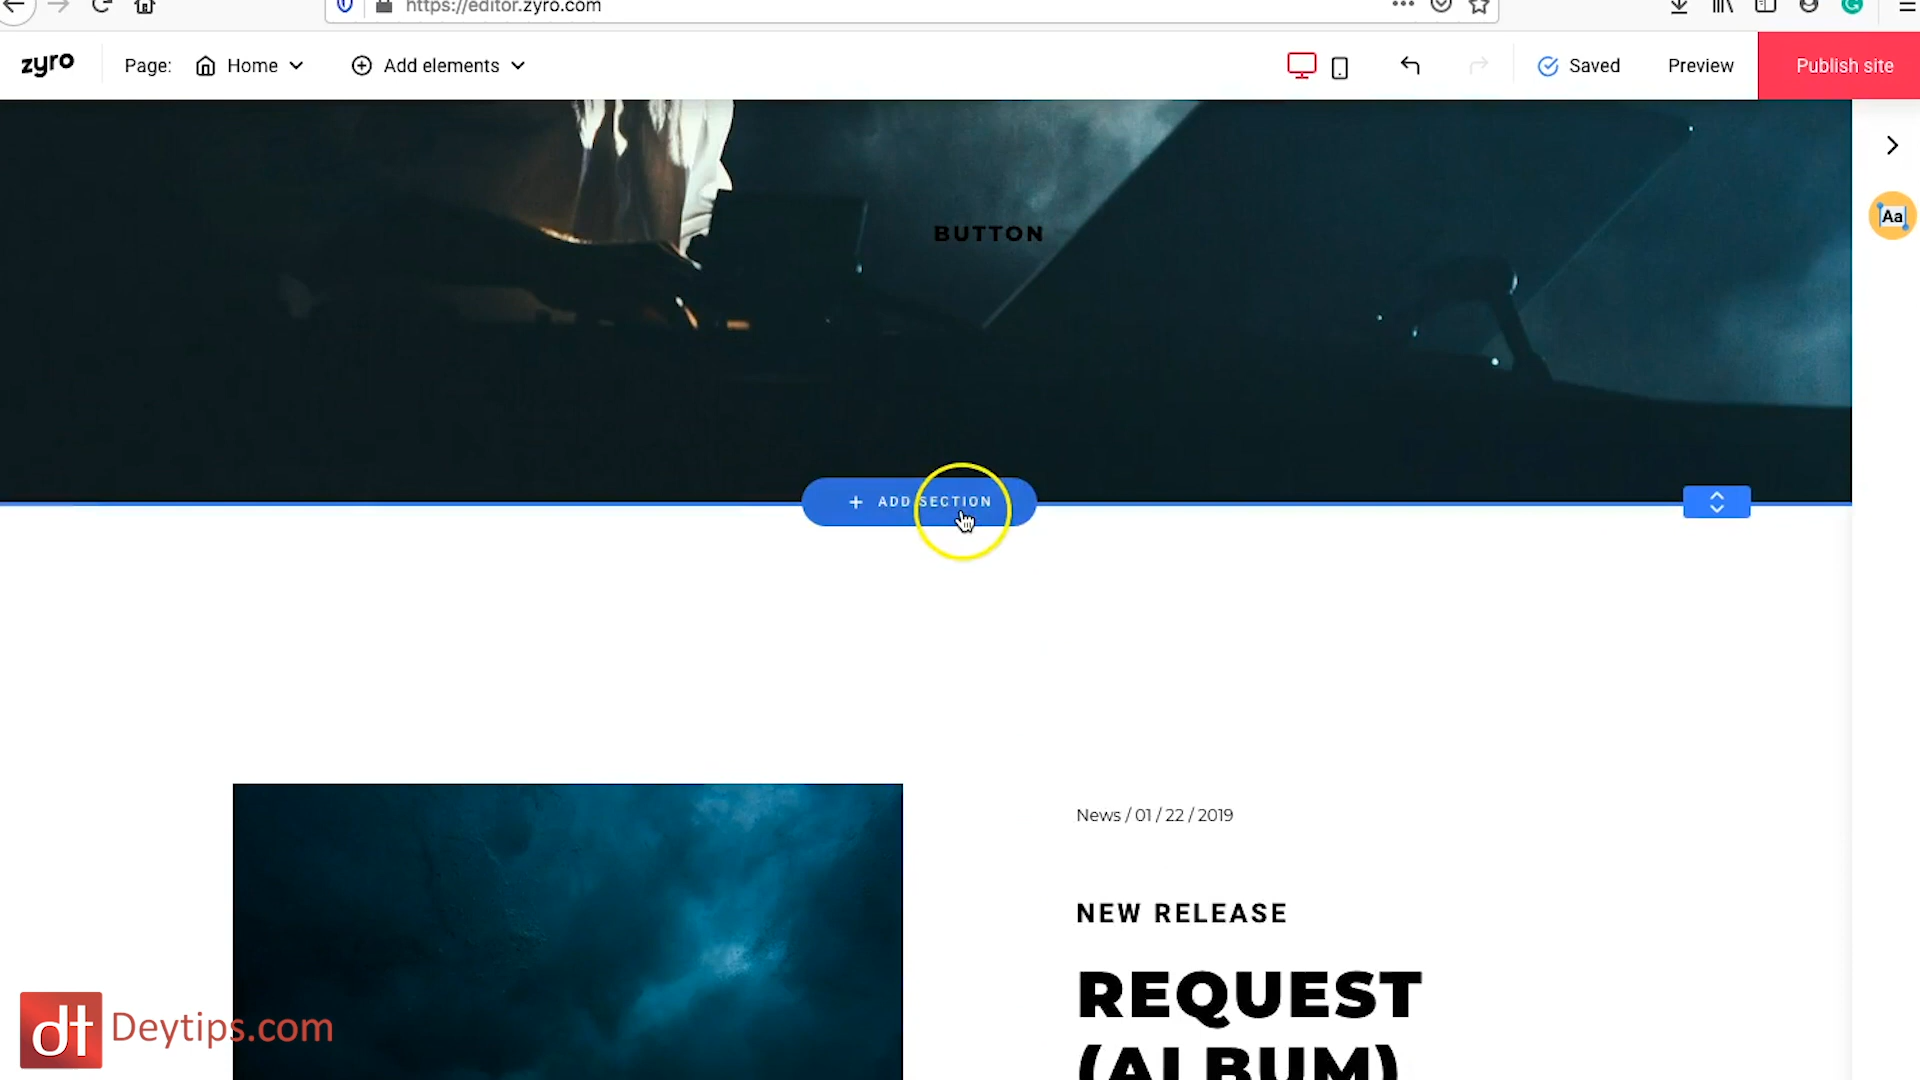 https://editor.zyro.com
zyro
Page: Home
Add elements
Saved
Preview
Publish site
Aa
BUTTON
+ ADD SECTION
News / 01 / 22 / 2019
NEW RELEASE
REQUEST
(ALBUM)
dt Deytips.com